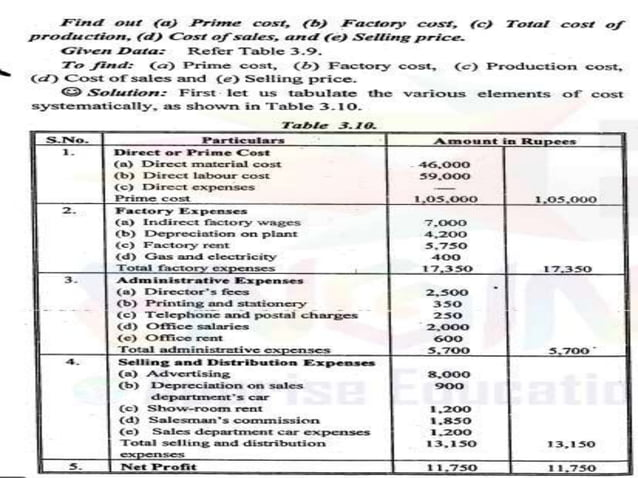 Find out (a) Prime cost, (b) Factory cost, (c) Total cost of
production, (d) Cost of sales, and (e) Selling price.
Given Data: Refer Table 3.9.
To find: (a) Prime cost, (b) Factory cost, (c) Production cost,
(d) Cost of sales and (e) Selling price.
☺ Solution: First let us tabulate the various elements of cost
systematically, as shown in Table 3.10.
Table 3.10.
S.No. Particulars Amount in Rupees
1. Direct or Prime Cost
(a) Direct material cost 46,000
(b) Direct labour cost 59,000
(c) Direct expenses —
Prime cost 1,05,000 1,05,000
2. Factory Expenses
(a) Indirect factory wages 7,000
(b) Depreciation on plant 4,200
(c) Factory rent 5,750
(d) Gas and electricity 400
Total factory expenses 17,350 17,350
3. Administrative Expenses
(a) Director's fees 2,500
(b) Printing and stationery 350
(c) Telephone and postal charges 250
(d) Office salaries 2,000
(e) Office rent 600
Total administrative expenses 5,700 5,700
4. Selling and Distribution Expenses
(a) Advertising 8,000
(b) Depreciation on sales 900
department's car
(c) Show-room rent 1,200
(d) Salesman's commission 1,850
(e) Sales department car expenses 1,200
Total selling and distribution 13,150 13,150
expenses
5. Net Profit 11,750 11,750